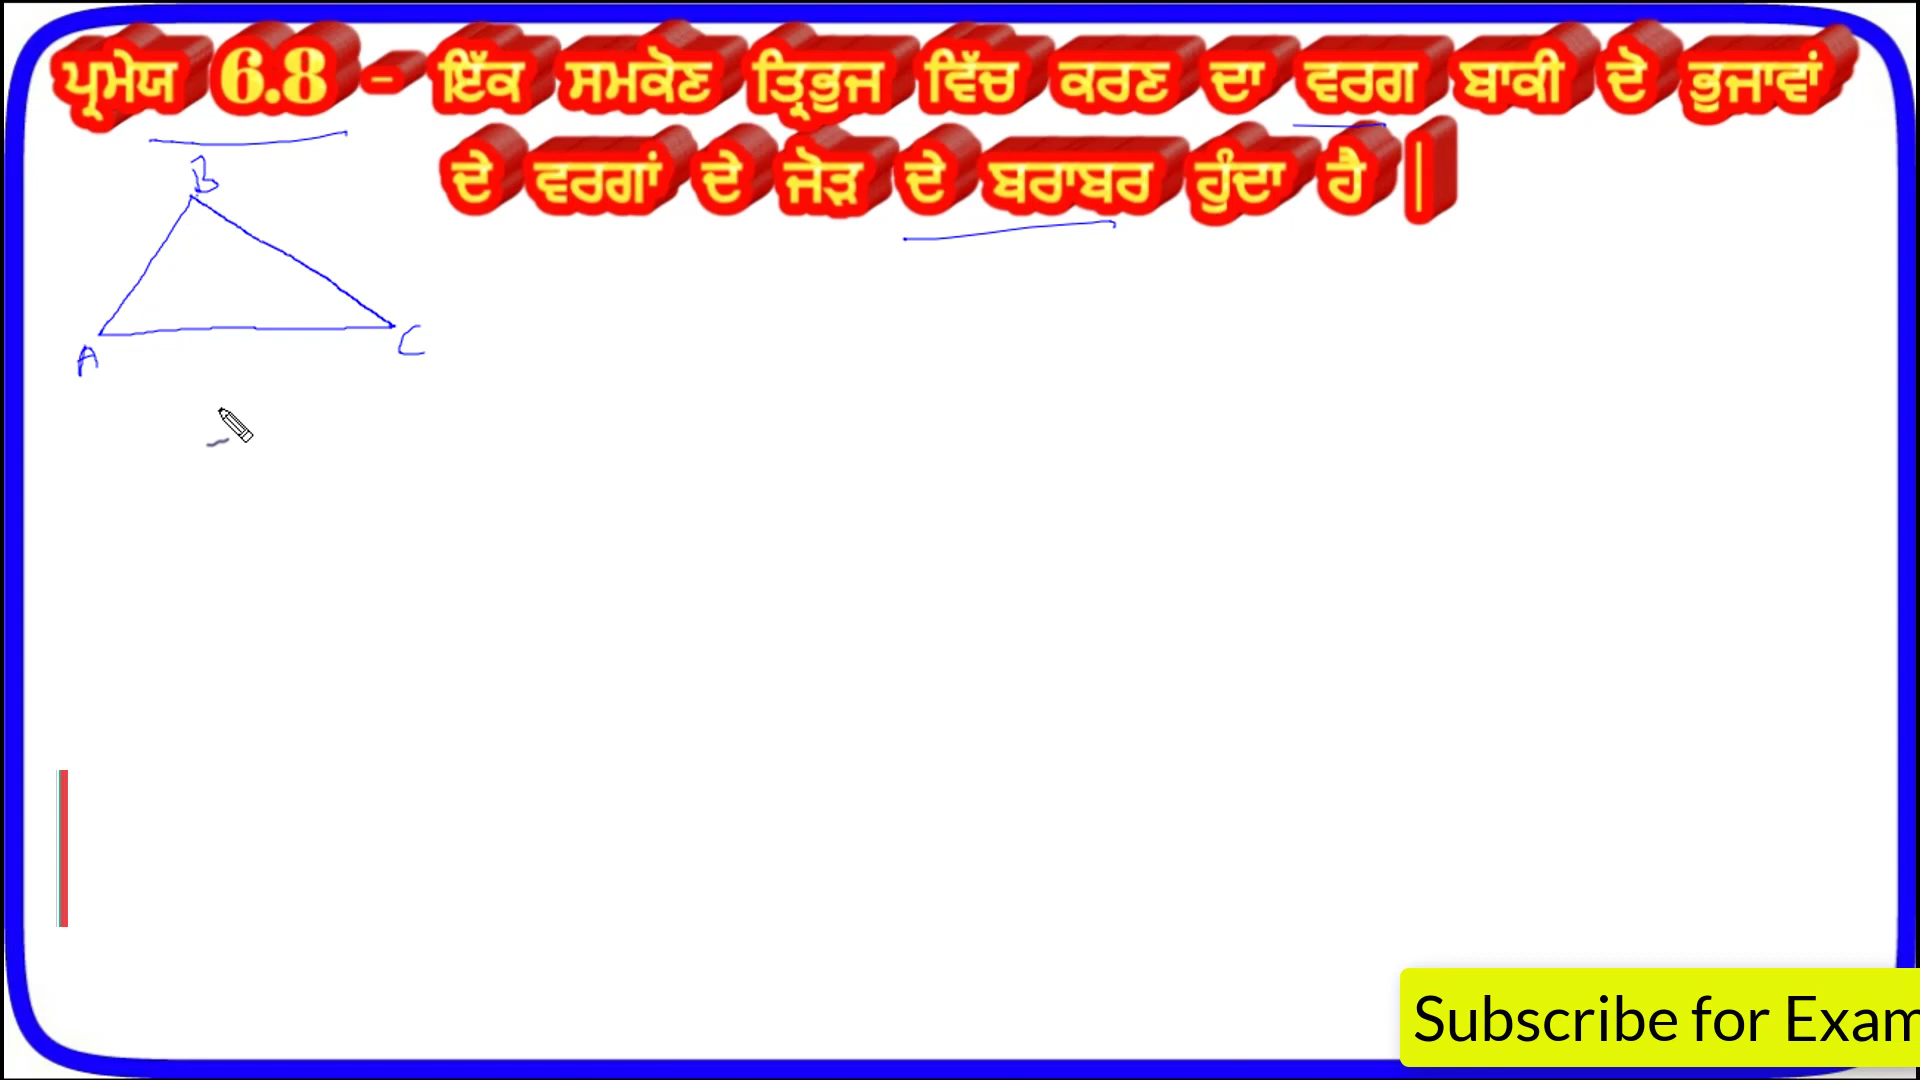 ਪ੍ਰਮੇਯ 6.8 - ਇੱਕ ਸਮਕੋਣ ਤ੍ਰਿਭੁਜ ਵਿੱਚ ਕਰਣ ਦਾ ਵਰਗ ਬਾਕੀ ਦੋ ਭੁਜਾਵਾਂ
ਦੇ ਵਰਗਾਂ ਦੇ ਜੋੜ ਦੇ ਬਰਾਬਰ ਹੁੰਦਾ ਹੈ |
B
A
C
Subscribe for Exam